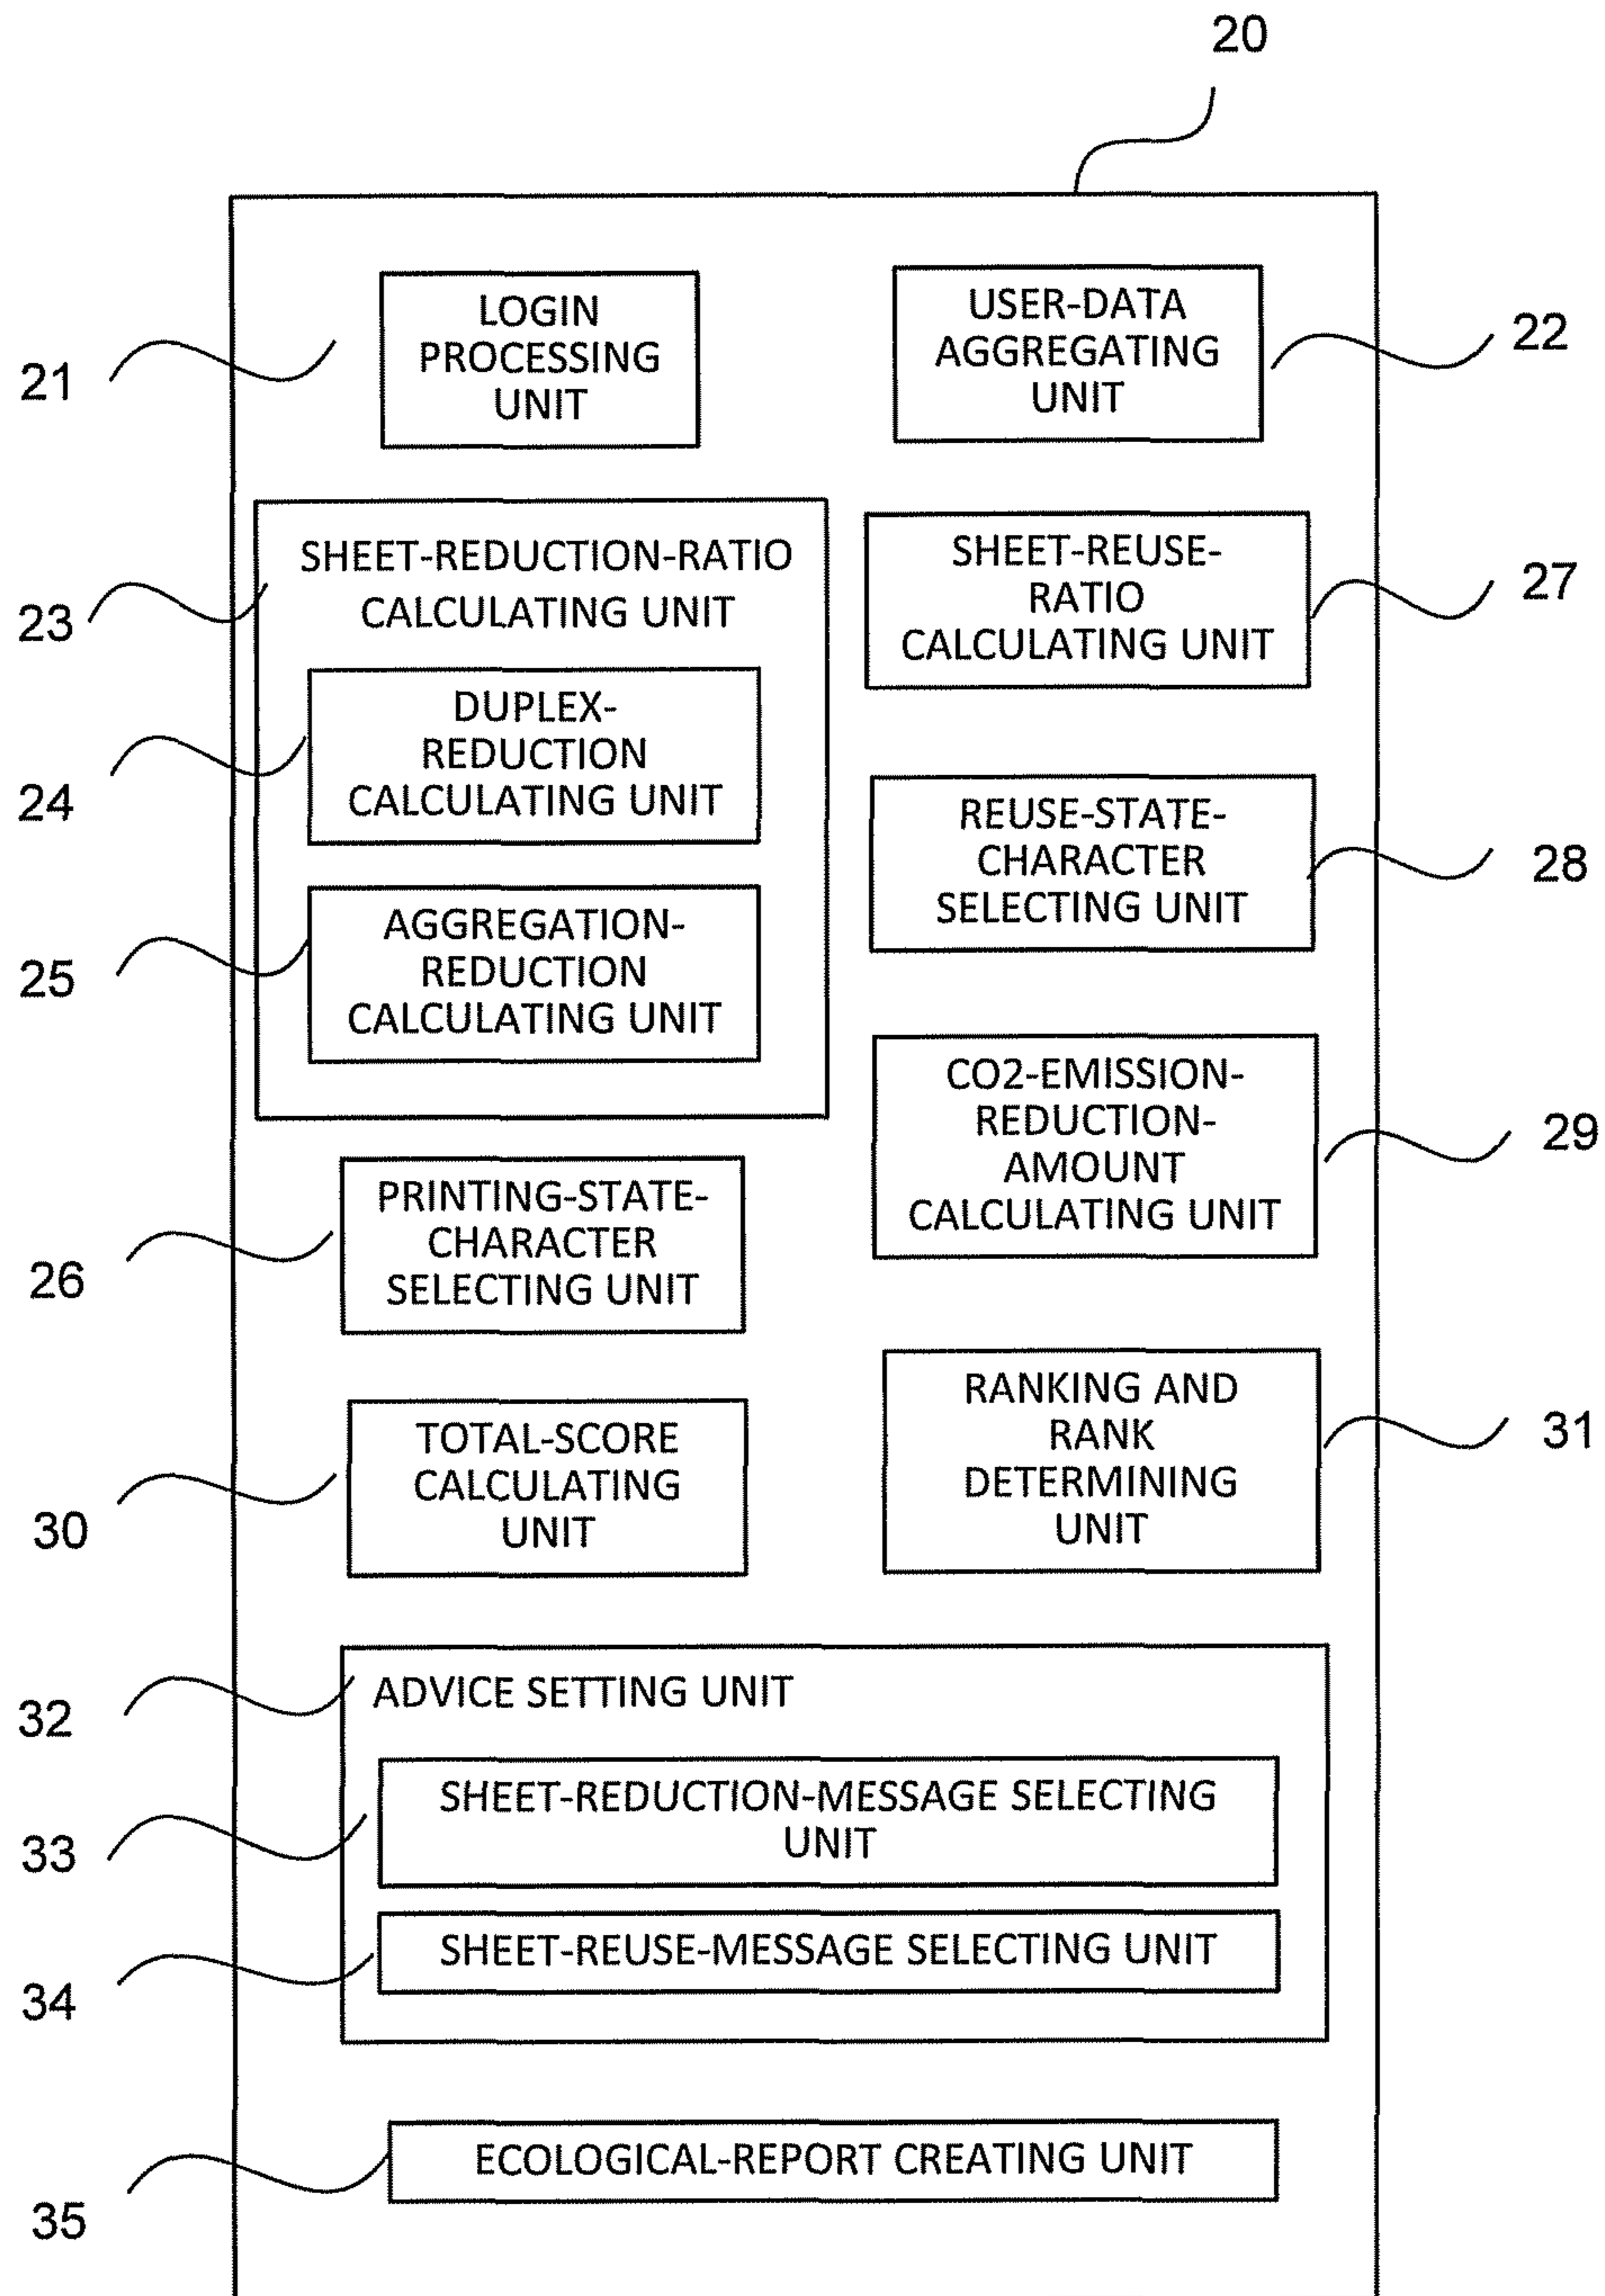 20
LOGIN
PROCESSING
UNIT
21
USER-DATA
AGGREGATING
UNIT
22
SHEET-REDUCTION-RATIO
CALCULATING UNIT
23
DUPLEX-
REDUCTION
CALCULATING UNIT
24
AGGREGATION-
REDUCTION
CALCULATING UNIT
25
SHEET-REUSE-
RATIO
CALCULATING UNIT
27
REUSE-STATE-
CHARACTER
SELECTING UNIT
28
CO2-EMISSION-
REDUCTION-
AMOUNT
CALCULATING UNIT
29
PRINTING-STATE-
CHARACTER
SELECTING UNIT
26
TOTAL-SCORE
CALCULATING
UNIT
30
RANKING AND
RANK
DETERMINING
UNIT
31
32
ADVICE SETTING UNIT
SHEET-REDUCTION-MESSAGE SELECTING
UNIT
33
SHEET-REUSE-MESSAGE SELECTING UNIT
34
ECOLOGICAL-REPORT CREATING UNIT
35